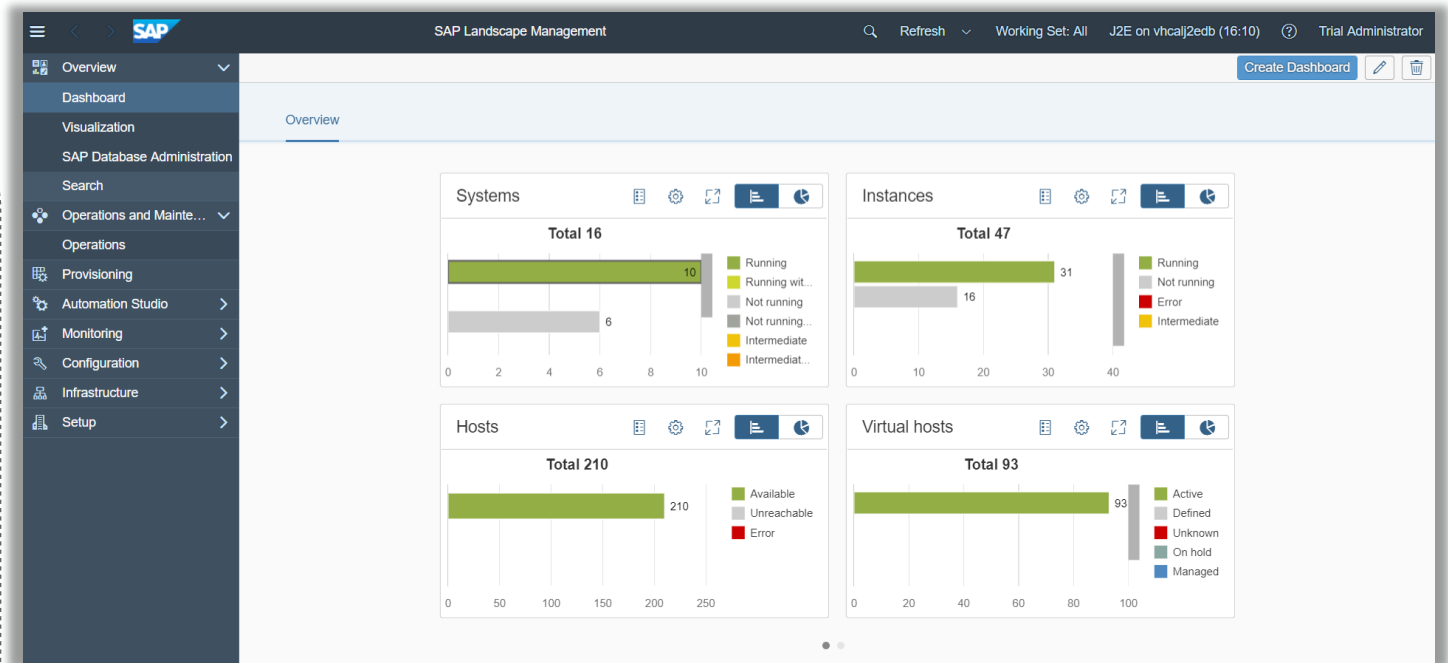 SAP
SAP Landscape Management
Refresh
Working Set: All
J2E on vhcalj2edb (16:10)
Trial Administrator
Overview
Dashboard
Visualization
SAP Database Administration
Search
Operations and Mainte...
Operations
Provisioning
Automation Studio
Monitoring
Configuration
Infrastructure
Setup
Create Dashboard
Overview
Systems
Total 16
10
6
0 2 4 6 8 10
Running
Running wit...
Not running
Not running...
Intermediate
Intermediat...
Instances
Total 47
31
16
0 10 20 30 40
Running
Not running
Error
Intermediate
Hosts
Total 210
210
0 50 100 150 200 250
Available
Unreachable
Error
Virtual hosts
Total 93
93
0 20 40 60 80 100
Active
Defined
Unknown
On hold
Managed